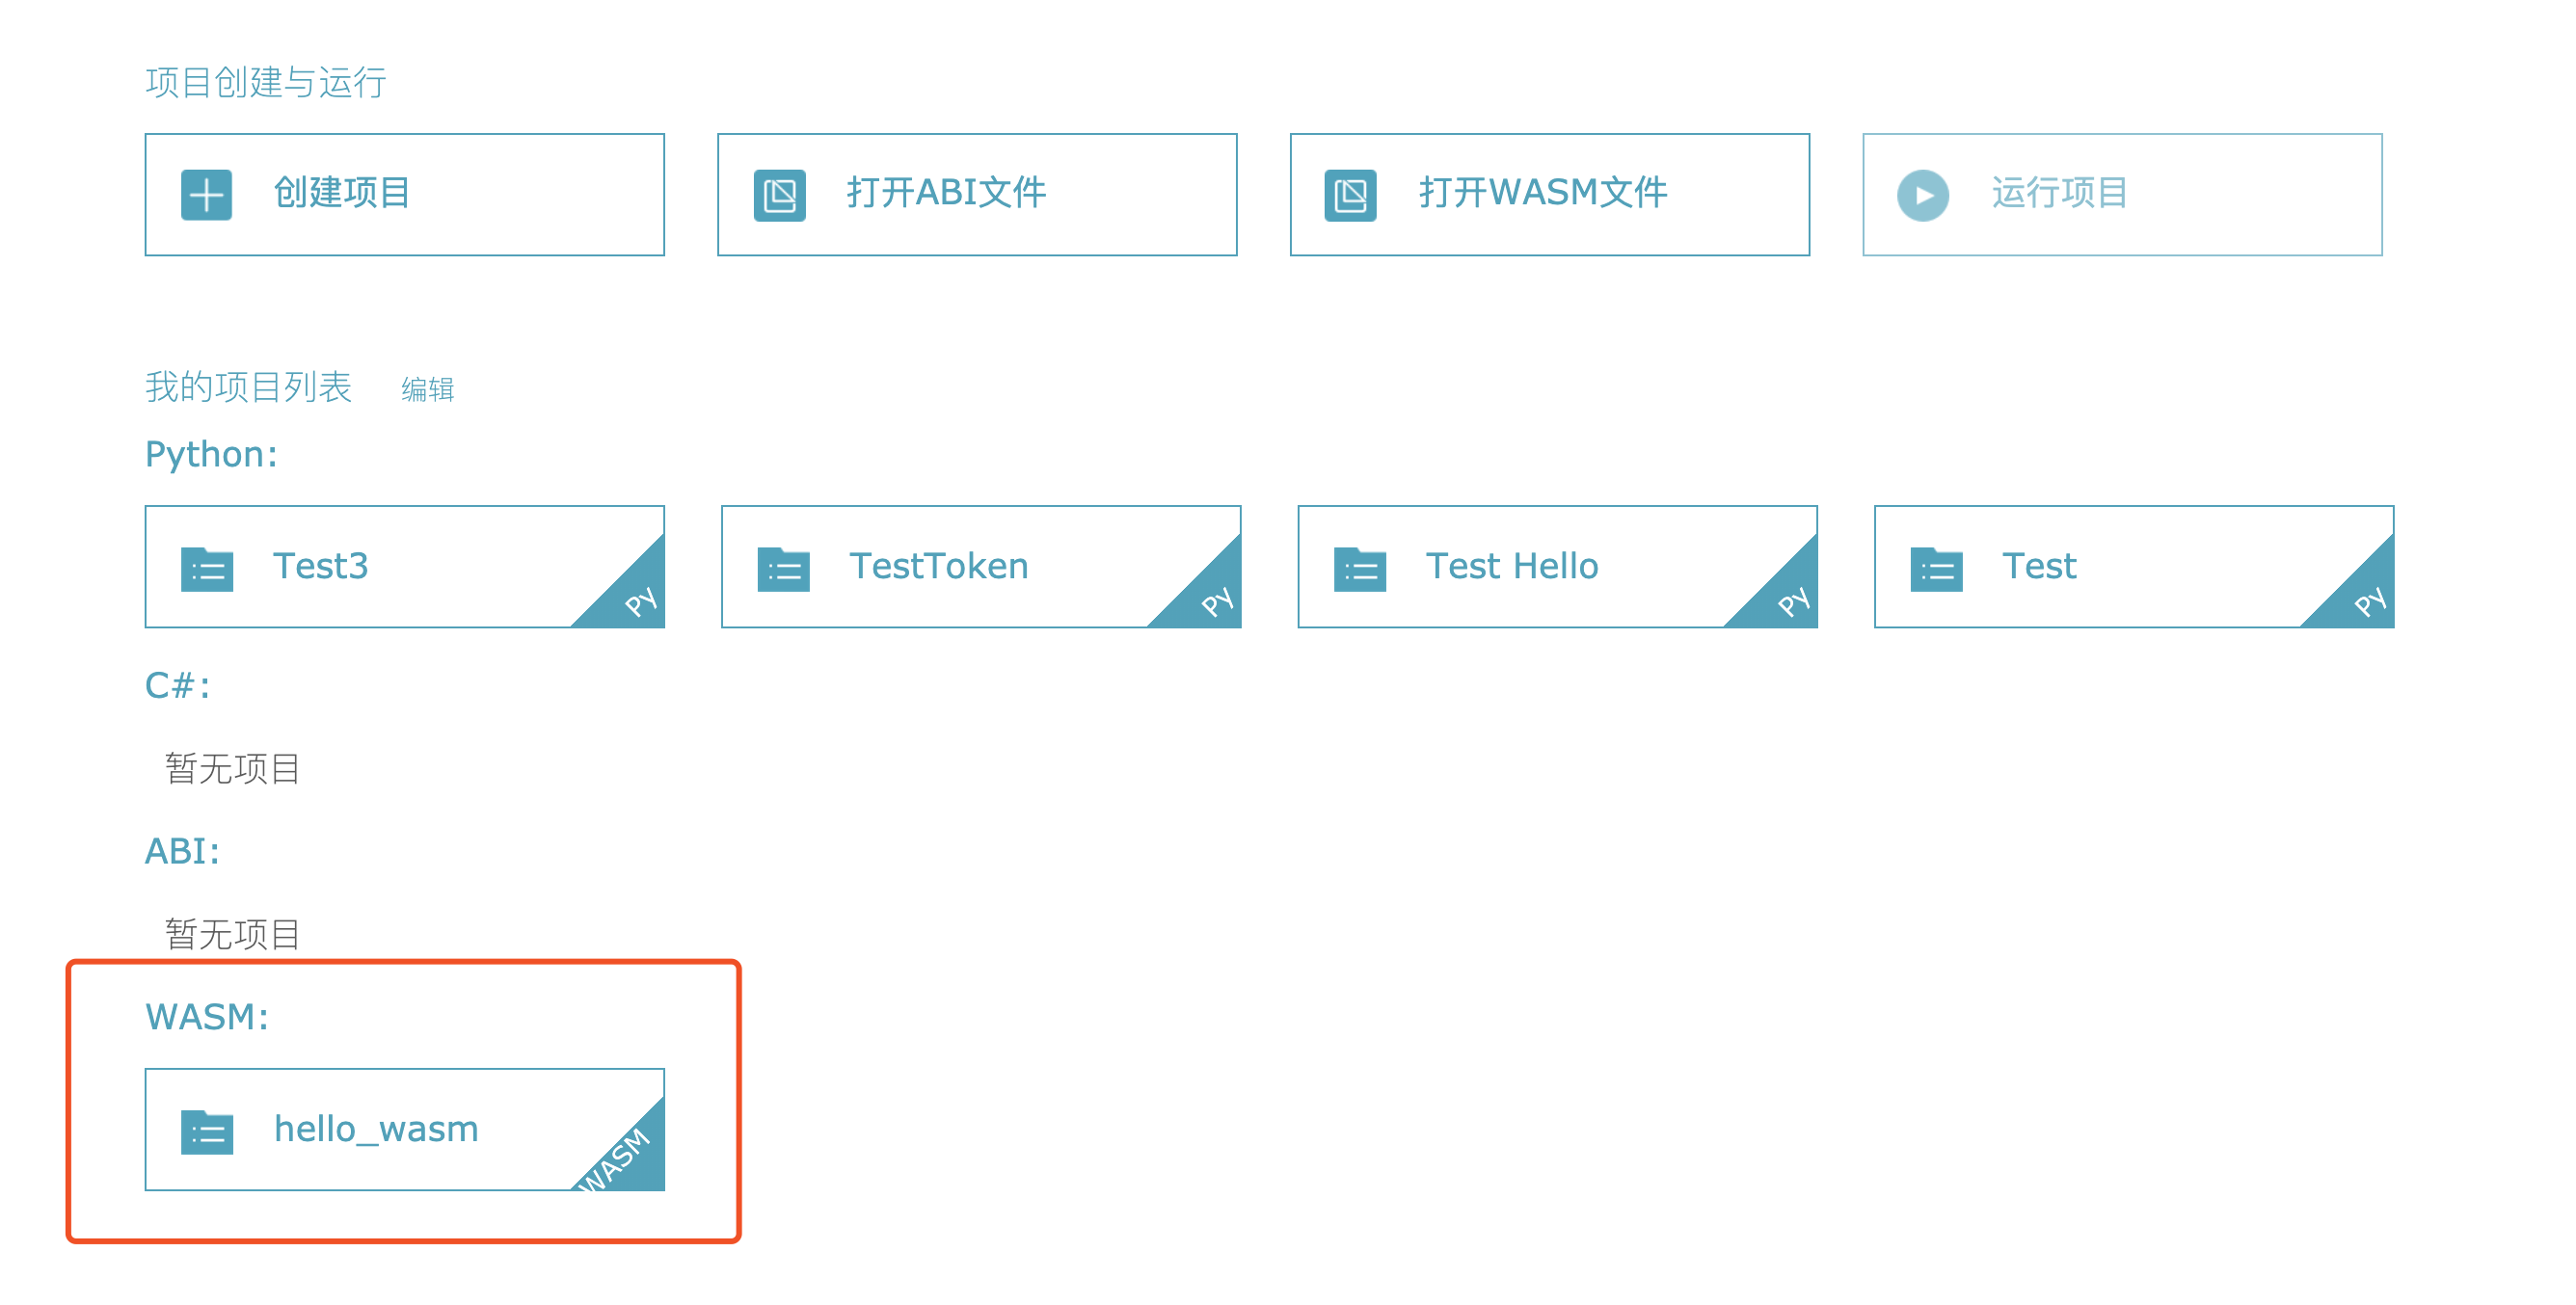 项目创建与运行
创建项目 打开ABI文件 打开WASM文件 运行项目
我的项目列表 编辑
Python:
Test3 Py TestToken Py Test Hello Py Test Py
C#:
暂无项目
ABI:
暂无项目
WASM:
hello_wasm WASM